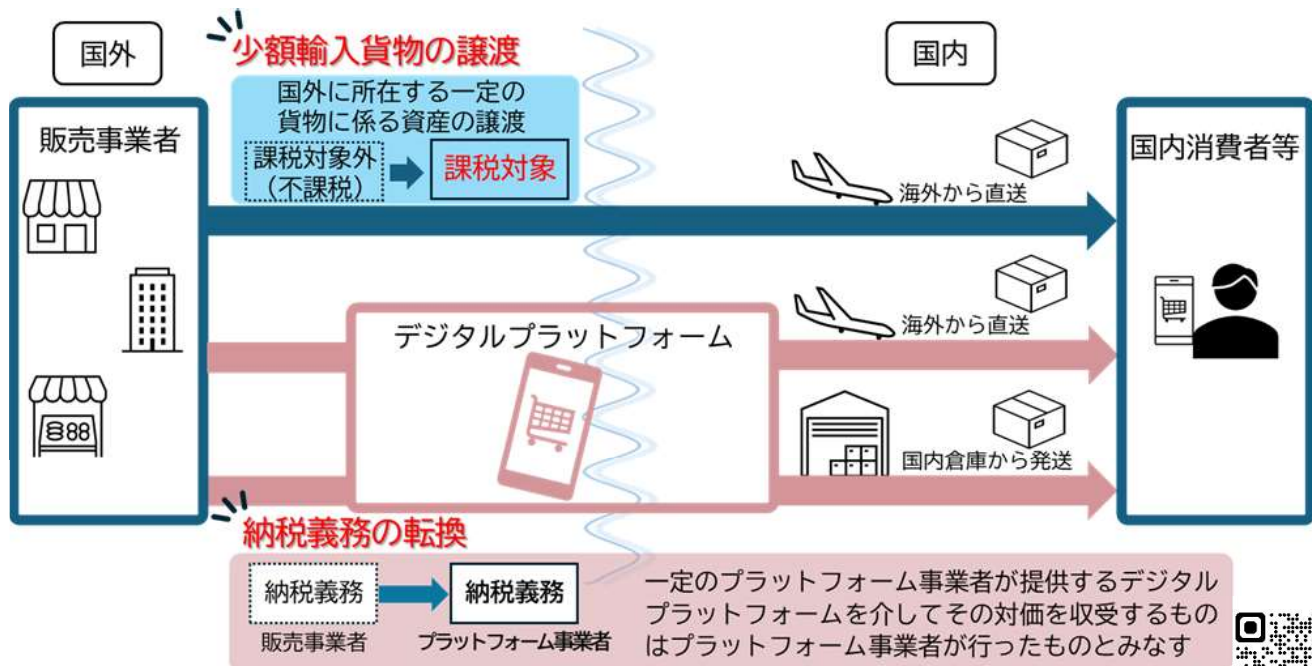 国外
少額輸入貨物の譲渡
国内
国外に所在する一定の
貨物に係る資産の譲渡
課税対象外
（不課税）
課税対象
販売事業者
国内消費者等
海外から直送
海外から直送
デジタルプラットフォーム
888
国内倉庫から発送
納税義務の転換
納税義務
販売事業者
納税義務
プラットフォーム事業者
一定のプラットフォーム事業者が提供するデジタル
プラットフォームを介してその対価を収受するもの
はプラットフォーム事業者が行ったものとみなす